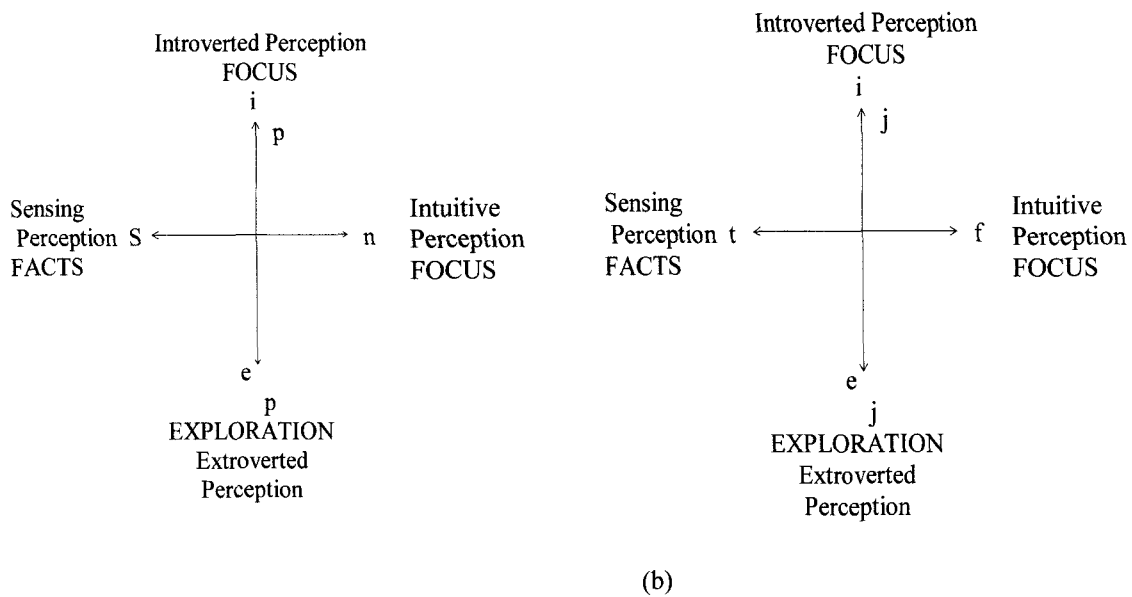 Introverted Perception
FOCUS
i
p
Sensing
Perception S
FACTS
n
Intuitive
Perception
FOCUS
e
p
EXPLORATION
Extroverted
Perception
Introverted Perception
FOCUS
i
j
Sensing
Perception t
FACTS
f
Intuitive
Perception
FOCUS
e
j
EXPLORATION
Extroverted
Perception
(b)